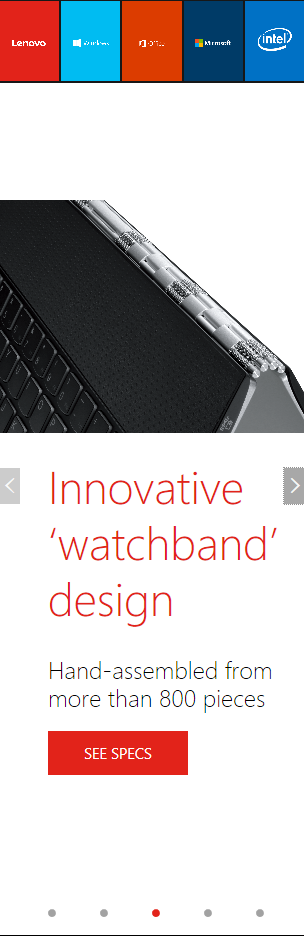 Lenovo
Windows
Office
Microsoft
intel
Innovative
‘watchband’
design
Hand-assembled from
more than 800 pieces
SEE SPECS